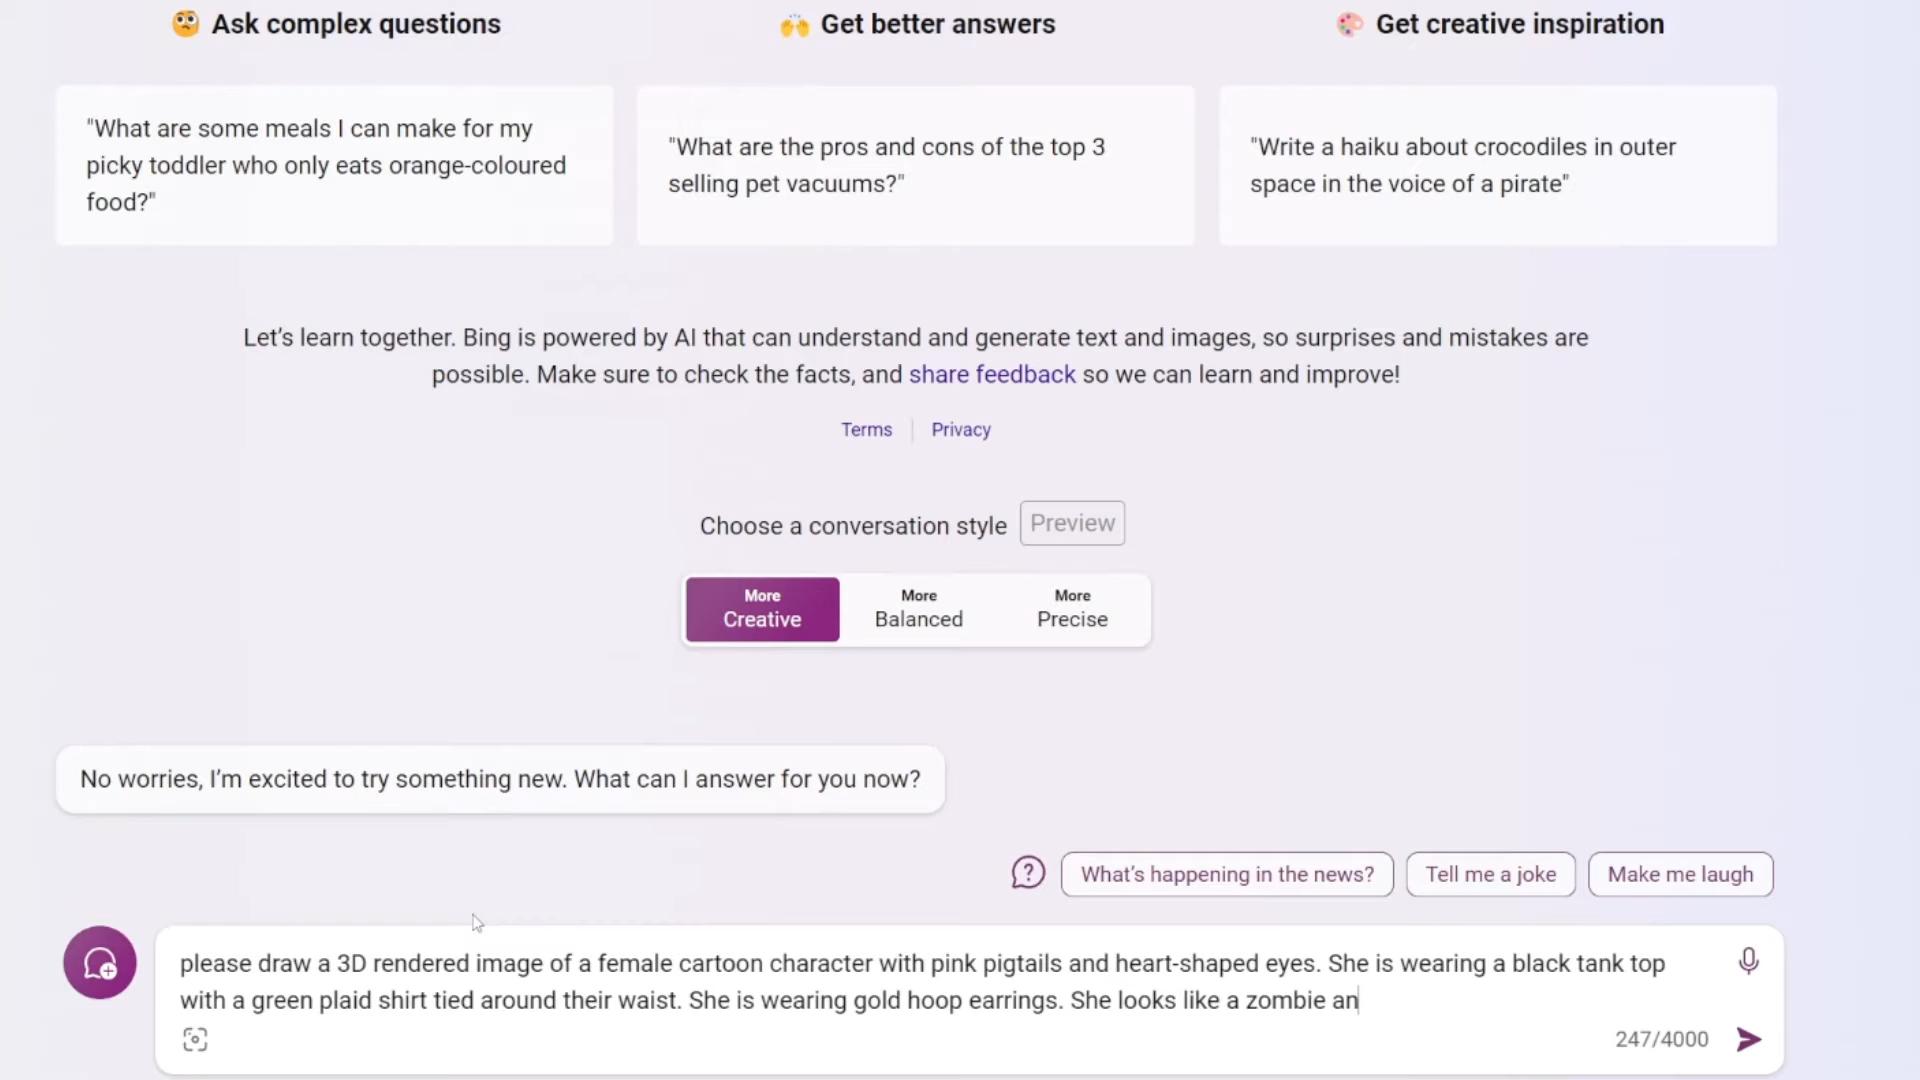 Ask complex questions
Get better answers
Get creative inspiration
"What are some meals I can make for my
picky toddler who only eats orange-coloured
food?"
"What are the pros and cons of the top 3
selling pet vacuums?"
"Write a haiku about crocodiles in outer
space in the voice of a pirate"
Let's learn together. Bing is powered by AI that can understand and generate text and images, so surprises and mistakes are
possible. Make sure to check the facts, and share feedback so we can learn and improve!
Terms
Privacy
Choose a conversation style
Preview
More
Creative
More
Balanced
More
Precise
No worries, I'm excited to try something new. What can I answer for you now?
What's happening in the news?
Tell me a joke
Make me laugh
please draw a 3D rendered image of a female cartoon character with pink pigtails and heart-shaped eyes. She is wearing a black tank top
with a green plaid shirt tied around their waist. She is wearing gold hoop earrings. She looks like a zombie an
247/4000